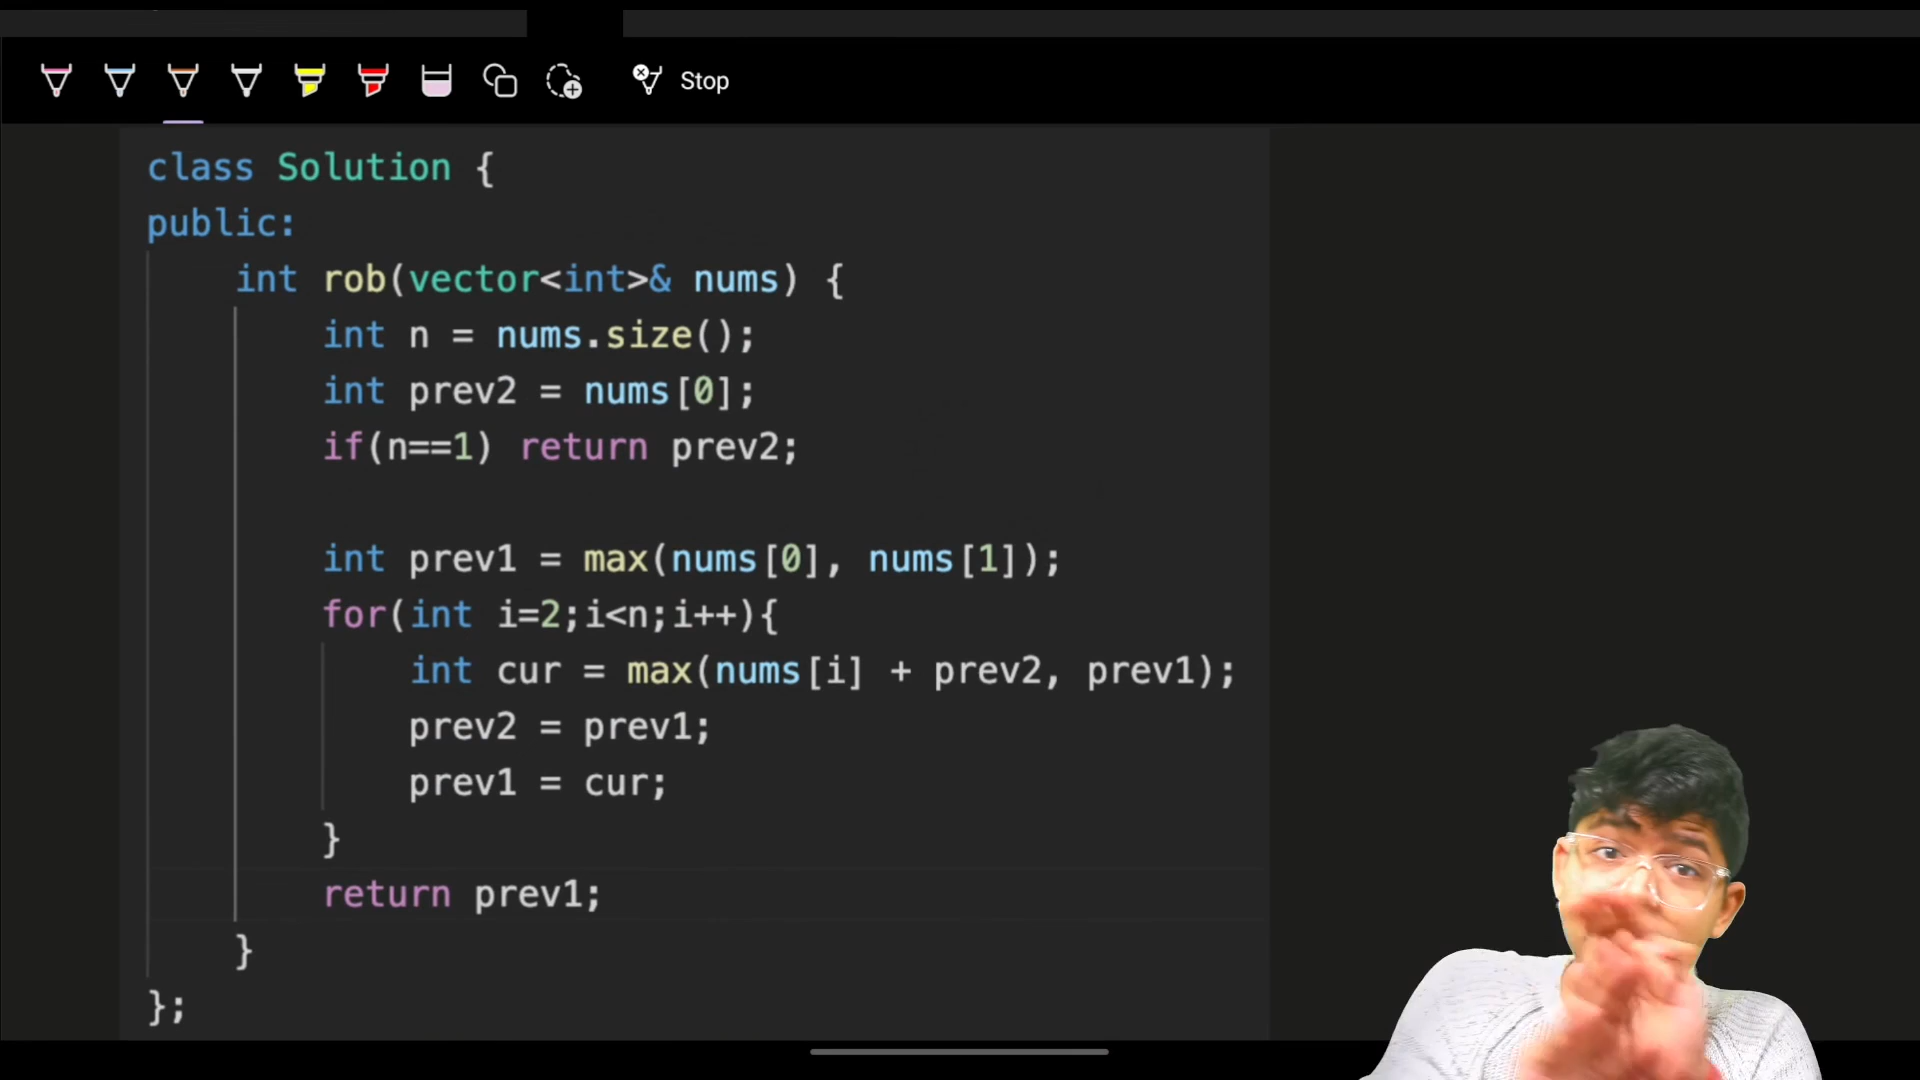 Stop
class Solution {
public:
int rob(vector<int>& nums) {
int n = nums.size();
int prev2 = nums[0];
if(n==1) return prev2;
int prev1 = max(nums[0], nums[1]);
for(int i=2;i<n;i++){
int cur = max(nums[i] + prev2, prev1);
prev2 = prev1;
prev1 = cur;
}
return prev1;
}
};